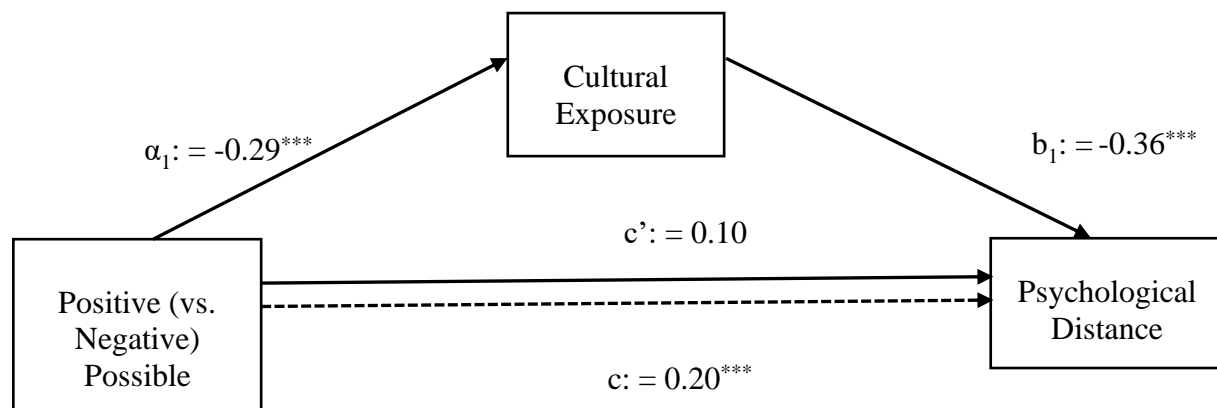 Cultural
Exposure
α₁: = -0.29***
b₁: = -0.36***
c’: = 0.10
Positive (vs.
Negative)
Possible
Psychological
Distance
c: = 0.20***